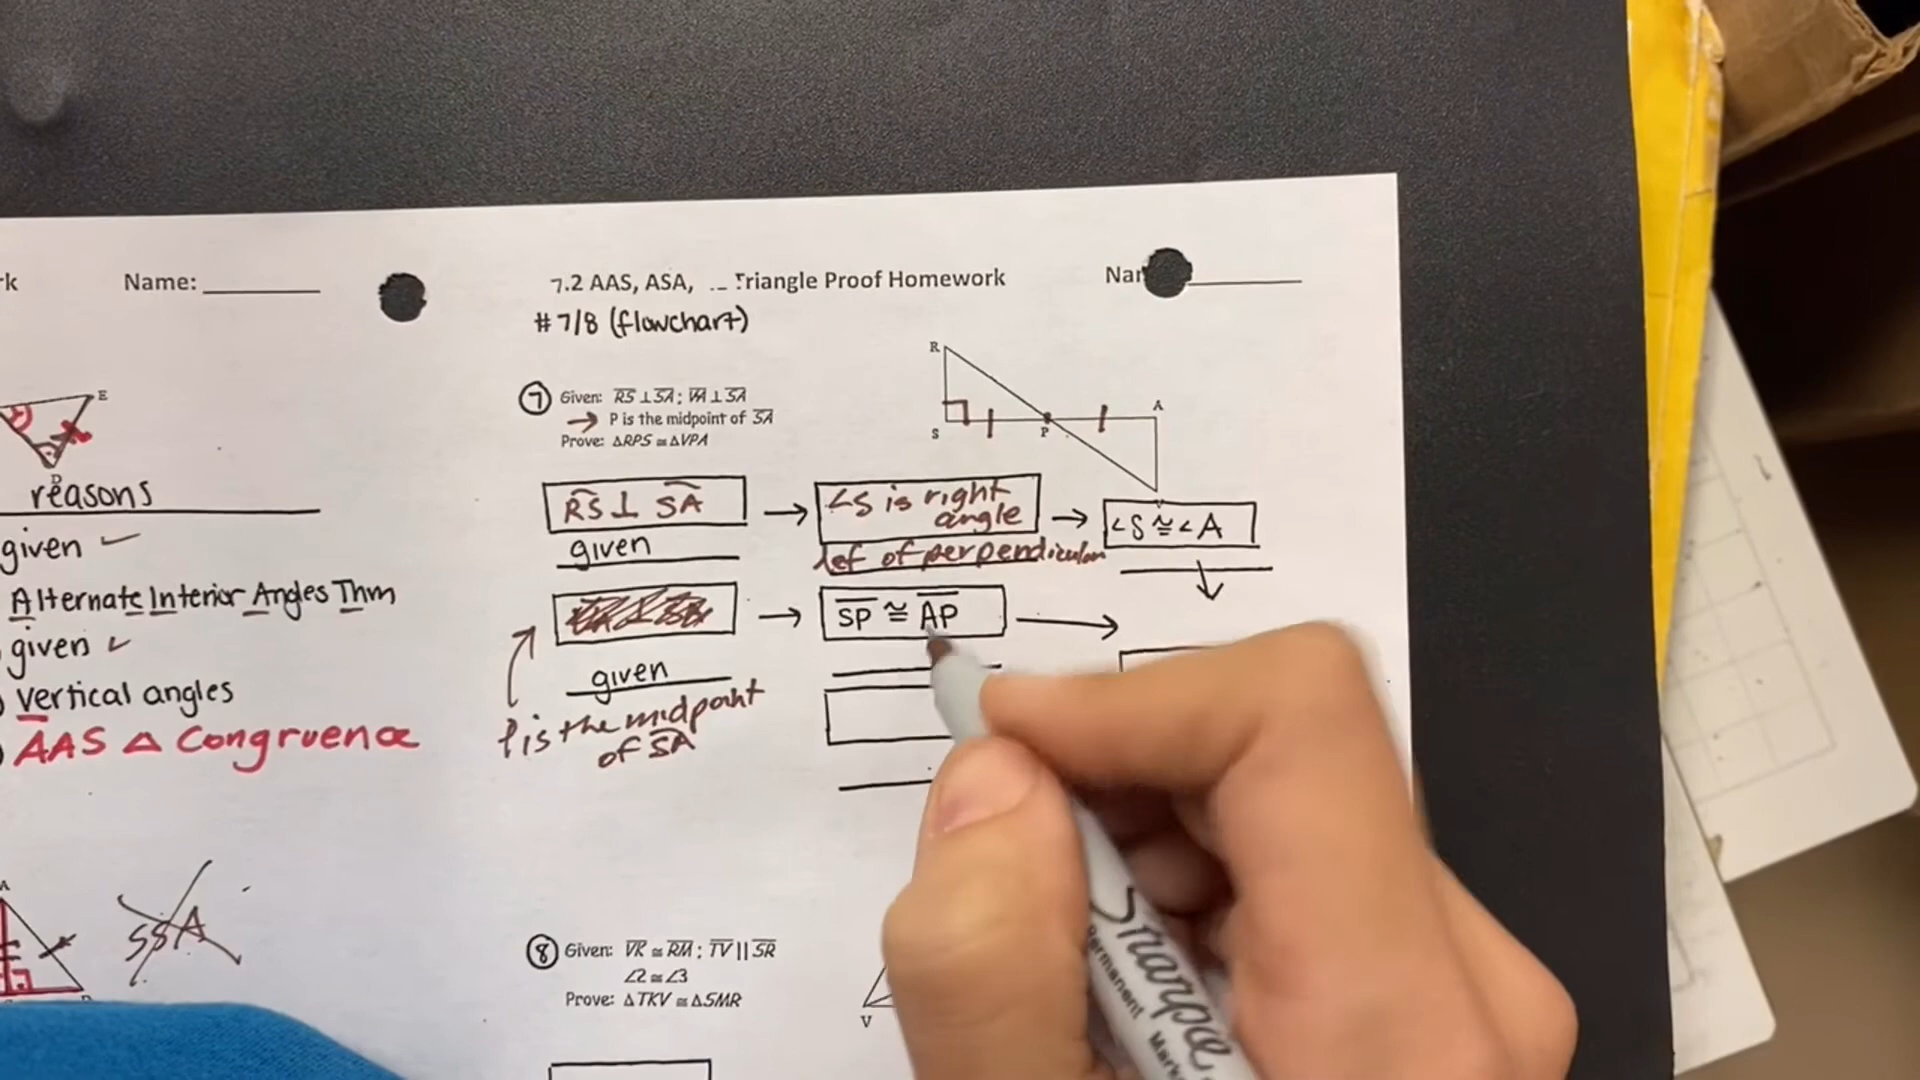 Name:
reasons
given
Alternate Interior Angles Thm
given
vertical angles
AAS △ Congruence
SSA
A
E
D
7.2 AAS, ASA, Triangle Proof Homework
#7/8 (flowchart)
7 Given: RS ⊥ SA ; VA ⊥ SA
→ P is the midpoint of SA
Prove: △RPS ≅ △VPA
R
S
P
A
RS ⊥ SA → ∠S is right angle → ∠S ≅ ∠A
given
def of perpendicular
→ SP ≅ AP →
given
P is the midpoint
of SA
8 Given: VR ≅ RM ; TV || SR
∠2 ≅ ∠3
Prove: △TKV ≅ △SMR
V
Sharpie
Permanent